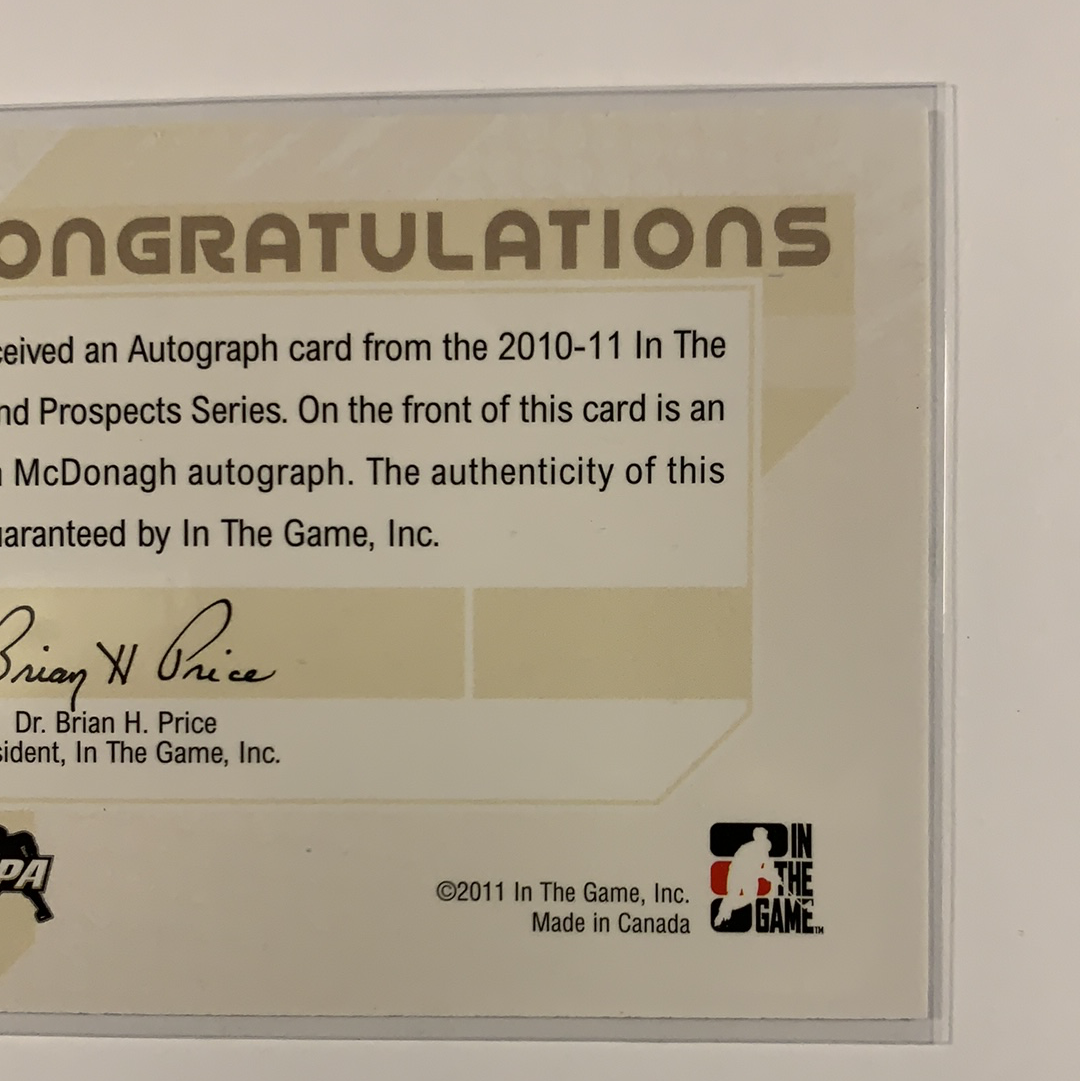 ONGRATULATIONS
ceived an Autograph card from the 2010-11 In The
nd Prospects Series. On the front of this card is an
McDonagh autograph. The authenticity of this
uaranteed by In The Game, Inc.
Brian H Price
Dr. Brian H. Price
sident, In The Game, Inc.
PA
©2011 In The Game, Inc.
Made in Canada
IN
THE
GAME™